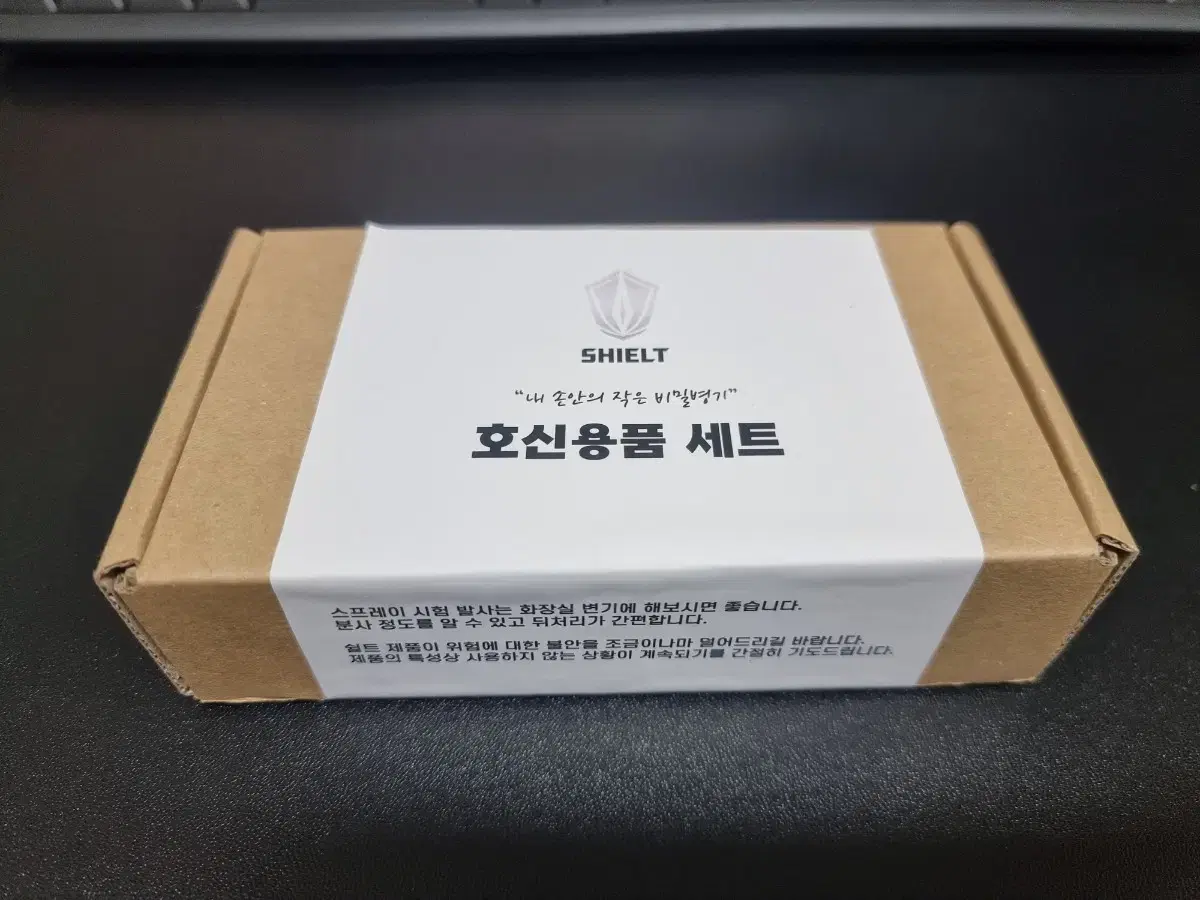 SHIELT
“내 손안의 작은 비밀병기”
호신용품 세트
스프레이 시험 발사는 화장실 변기에 해보시면 좋습니다.
분사 정도를 알 수 있고 뒤처리가 간편합니다.
쉴트 제품이 위험에 대한 불안을 조금이나마 덜어드리길 바랍니다.
제품의 특성상 사용하지 않는 상황이 계속되기를 간절히 기도드립니다.